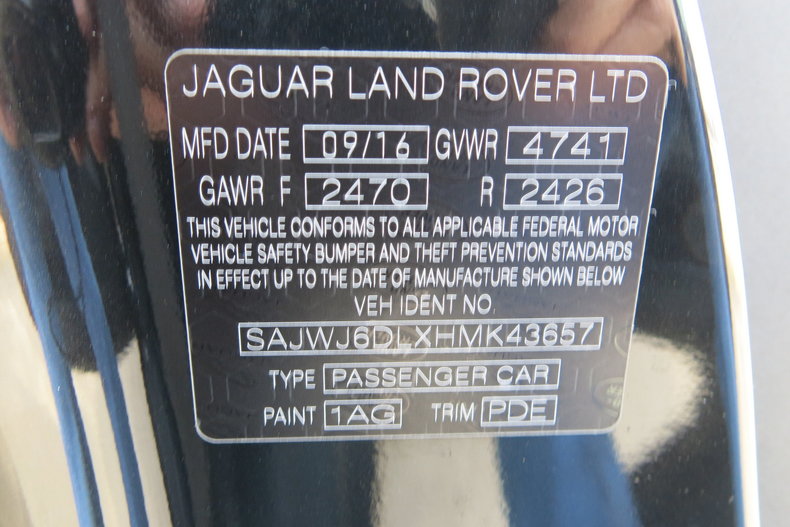 JAGUAR LAND ROVER LTD
MFD DATE 09/16 GVWR 4741
GAWR F 2470 R 2426
THIS VEHICLE CONFORMS TO ALL APPLICABLE FEDERAL MOTOR
VEHICLE SAFETY BUMPER AND THEFT PREVENTION STANDARDS
IN EFFECT UP TO THE DATE OF MANUFACTURE SHOWN BELOW
VEH IDENT NO.
SAJWJ6DLXHMK43657
TYPE PASSENGER CAR
PAINT 1AG TRIM PDE